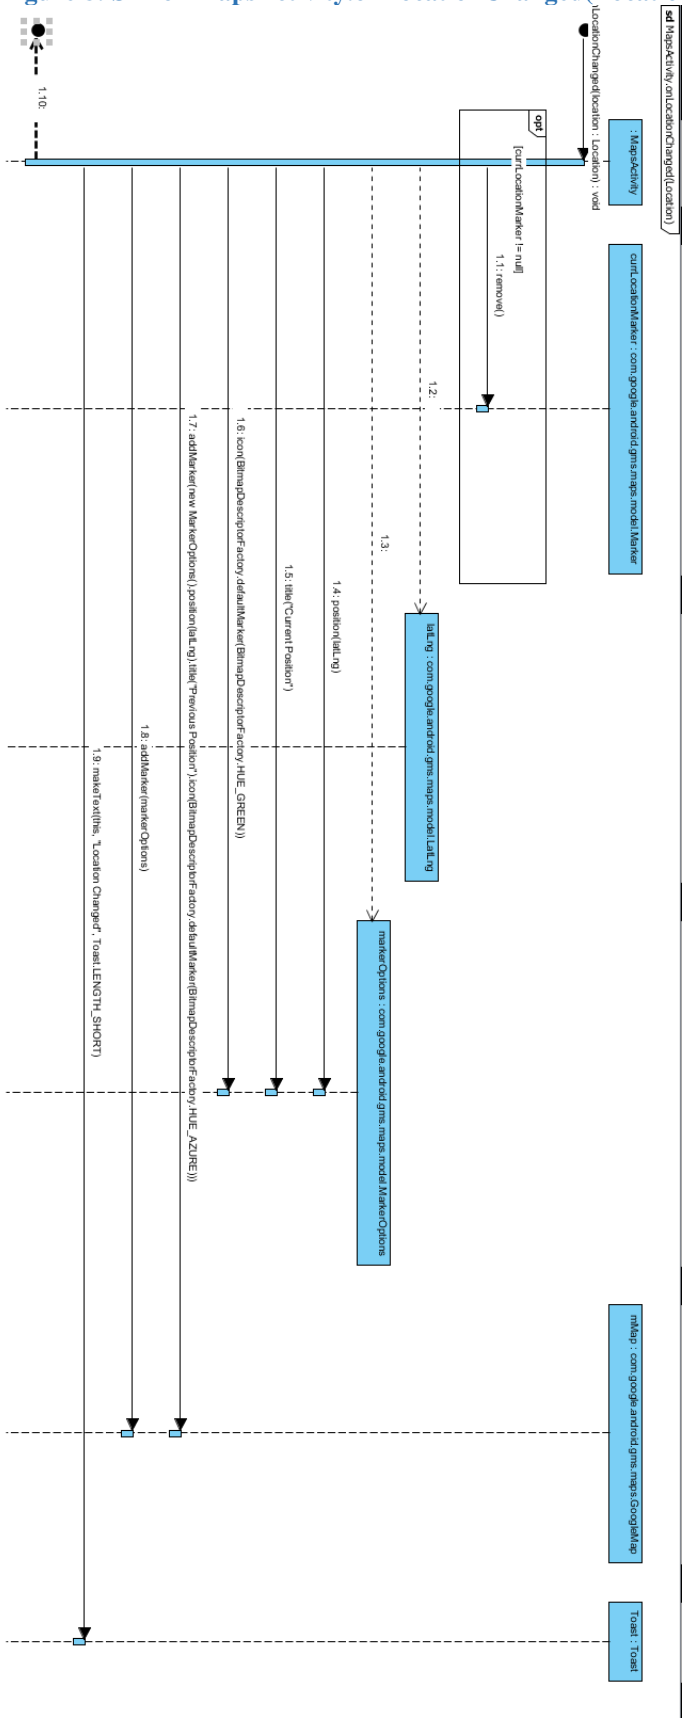 sd MapsActivity.onLocationChanged(Location)
LocationChanged(location : Location) : void
: MapsActivity
currLocationMarker : com.google.android.gms.maps.model.Marker
mMap : com.google.android.gms.maps.GoogleMap
Toast : Toast
opt
[currLocationMarker != null]
1.1: remove()
1.2:
latLng : com.google.android.gms.maps.model.LatLng
1.3:
markerOptions : com.google.android.gms.maps.model.MarkerOptions
1.4: position(latLng)
1.5: title("Current Position")
1.6: icon(BitmapDescriptorFactory.defaultMarker(BitmapDescriptorFactory.HUE_GREEN))
1.7: addMarker(new MarkerOptions().position(latLng).title("Previous Position").icon(BitmapDescriptorFactory.defaultMarker(BitmapDescriptorFactory.HUE_AZURE)))
1.8: addMarker(markerOptions)
1.9: makeText(this, "Location Changed", Toast.LENGTH_SHORT)
1.10: